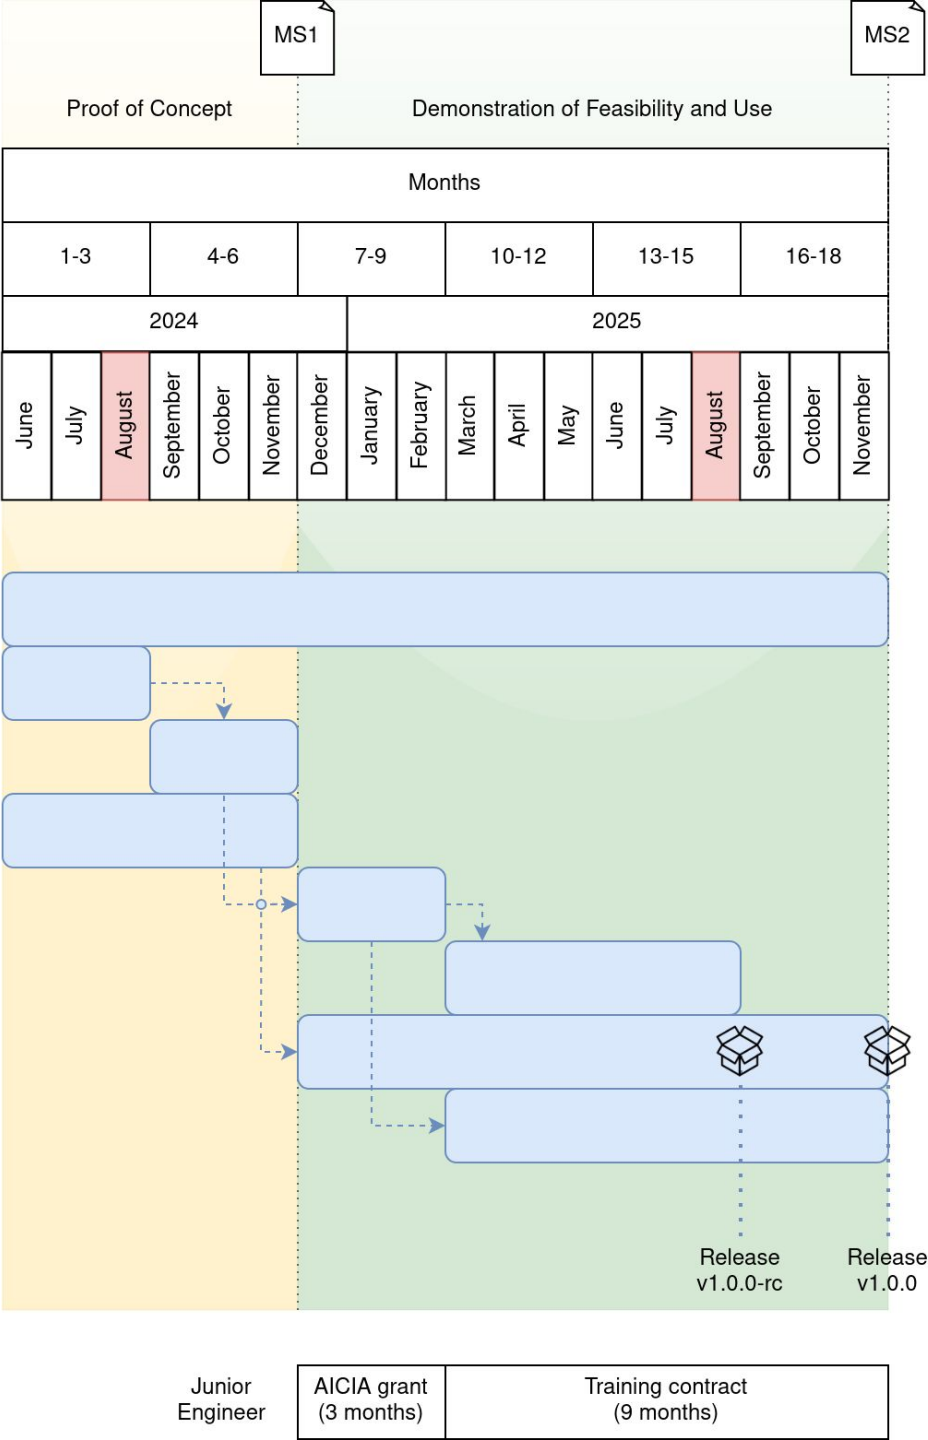 MS1
MS2
Proof of Concept
Demonstration of Feasibility and Use
Months
1-3
4-6
7-9
10-12
13-15
16-18
2024
2025
June
July
August
September
October
November
December
January
February
March
April
May
June
July
August
September
October
November
Release
v1.0.0-rc
Release
v1.0.0
Junior
Engineer
AICIA grant
(3 months)
Training contract
(9 months)